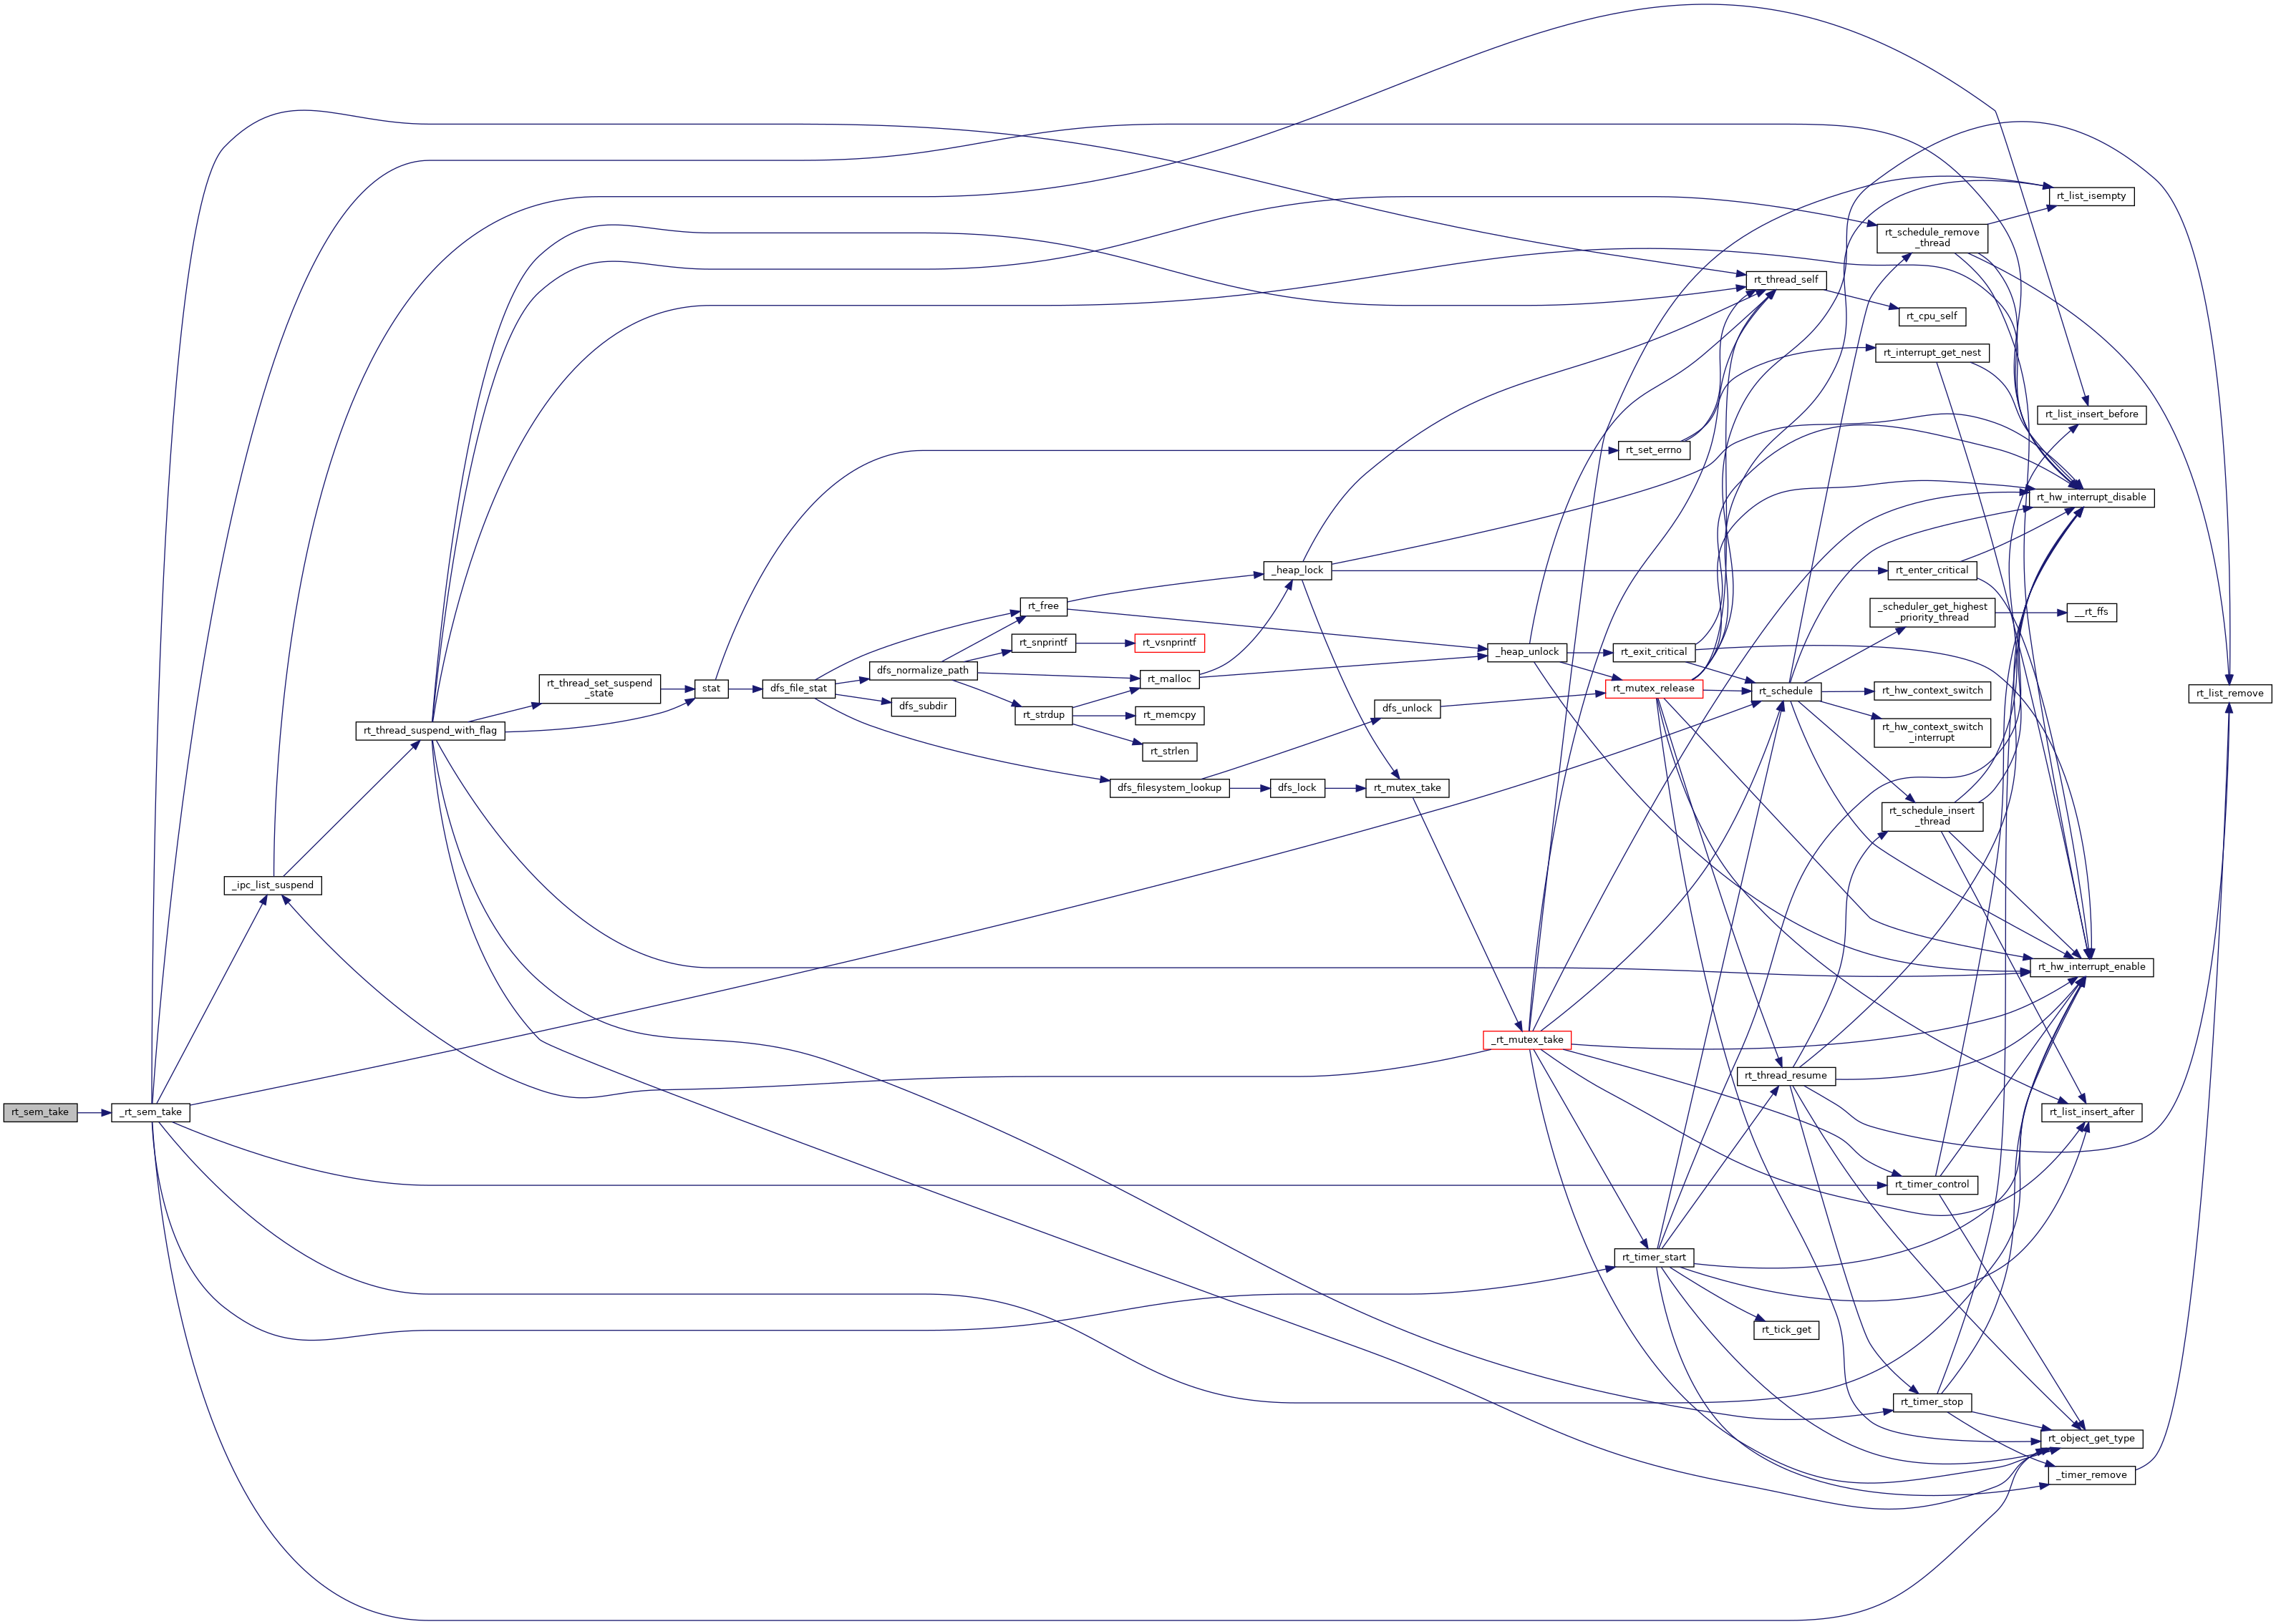 rt_sem_take
_rt_sem_take
_ipc_list_suspend
rt_thread_suspend_with_flag
rt_thread_set_suspend
_state
stat
dfs_file_stat
dfs_normalize_path
dfs_subdir
rt_free
rt_snprintf
rt_strdup
dfs_filesystem_lookup
rt_vsnprintf
rt_malloc
rt_memcpy
rt_strlen
_heap_lock
dfs_lock
dfs_unlock
rt_mutex_take
_heap_unlock
_rt_mutex_take
rt_set_errno
rt_exit_critical
rt_mutex_release
rt_timer_start
rt_thread_self
rt_schedule
rt_thread_resume
rt_tick_get
rt_schedule_remove
_thread
rt_cpu_self
rt_interrupt_get_nest
rt_enter_critical
_scheduler_get_highest
_priority_thread
rt_hw_context_switch
rt_hw_context_switch
_interrupt
rt_schedule_insert
_thread
rt_timer_control
rt_timer_stop
rt_list_isempty
rt_list_insert_before
rt_hw_interrupt_disable
__rt_ffs
rt_hw_interrupt_enable
rt_list_insert_after
rt_object_get_type
_timer_remove
rt_list_remove